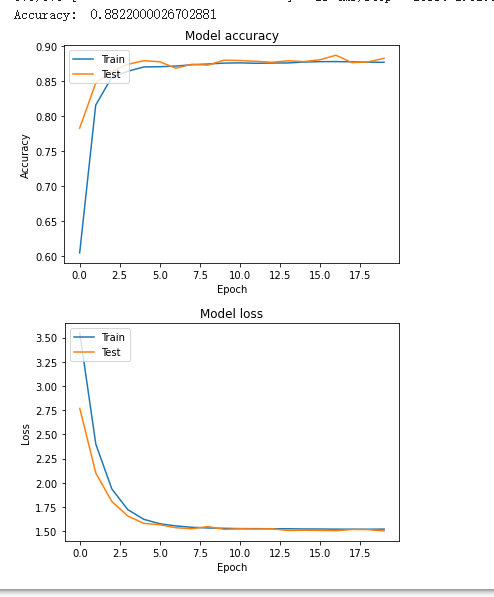 Accuracy: 0.8822000026702881
Model accuracy
0.90
Train
Test
0.85
0.80
0.75
0.70
0.65
0.60
Accuracy
0.0 2.5 5.0 7.5 10.0 12.5 15.0 17.5
Epoch
Model loss
3.50
Train
Test
3.25
3.00
2.75
2.50
2.25
2.00
1.75
1.50
Loss
0.0 2.5 5.0 7.5 10.0 12.5 15.0 17.5
Epoch